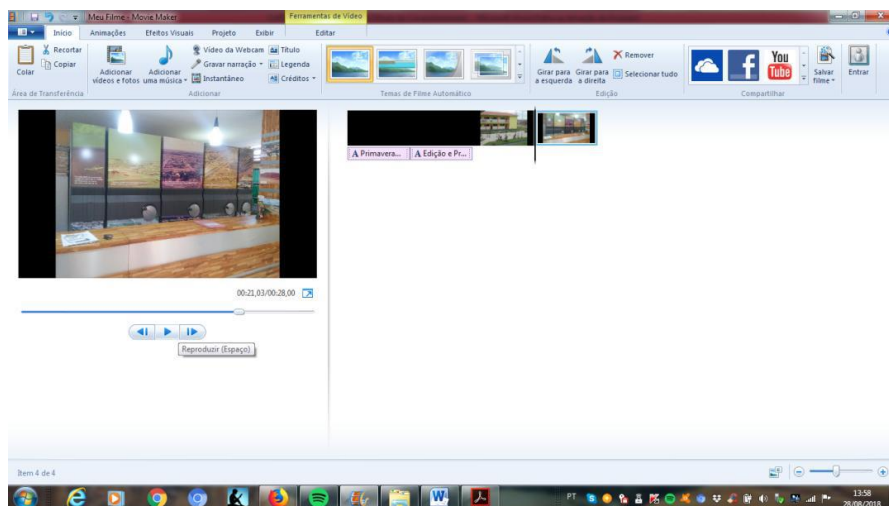 Meu Filme - Movie Maker
Ferramentas de Vídeo
Início Animações Efeitos Visuais Projeto Exibir Editar
Colar
Recortar
Copiar
Área de Transferência
Adicionar vídeos e fotos
Adicionar uma música
Vídeo da Webcam
Gravar narração
Instantâneo
Título
Legenda
Créditos
Adicionar
Temas de Filme Automático
Girar para a esquerda
Girar para a direita
Remover
Selecionar tudo
Edição
You
Tube
Compartilhar
Salvar filme
Entrar
A Primavera...
A Edição e Pr...
00:21,03/00:28,00
Reproduzir (Espaço)
Item 4 de 4
PT
13:58
28/08/2018